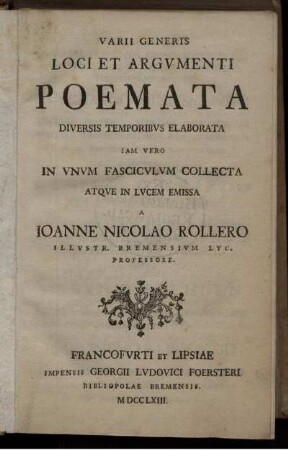 VARII GENERIS
LOCI ET ARGVMENTI
POEMATA
DIVERSIS TEMPORIBVS ELABORATA
IAM VERO
IN VNVM FASCICVLVM COLLECTA
ATQVE IN LVCEM EMISSA
A
IOANNE NICOLAO ROLLERO
ILLVSTR. BREMENSIVM LYC.
PROFESSORE.
FRANCOFVRTI ET LIPSIAE
IMPENSIS GEORGII LVDOVICI FOERSTERI
BIBLIOPOLAE BREMENSIS.
MDCCLXIII.